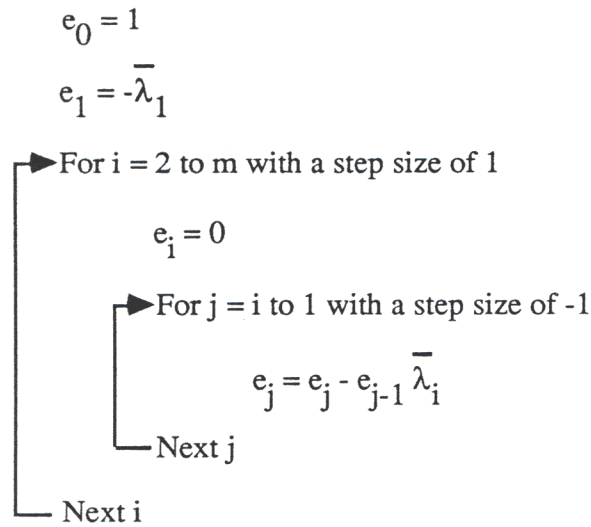 e₀ = 1
e₁ = -λ̅₁
For i = 2 to m with a step size of 1
eᵢ = 0
For j = i to 1 with a step size of -1
eⱼ = eⱼ - eⱼ₋₁ λ̅ᵢ
Next j
Next i